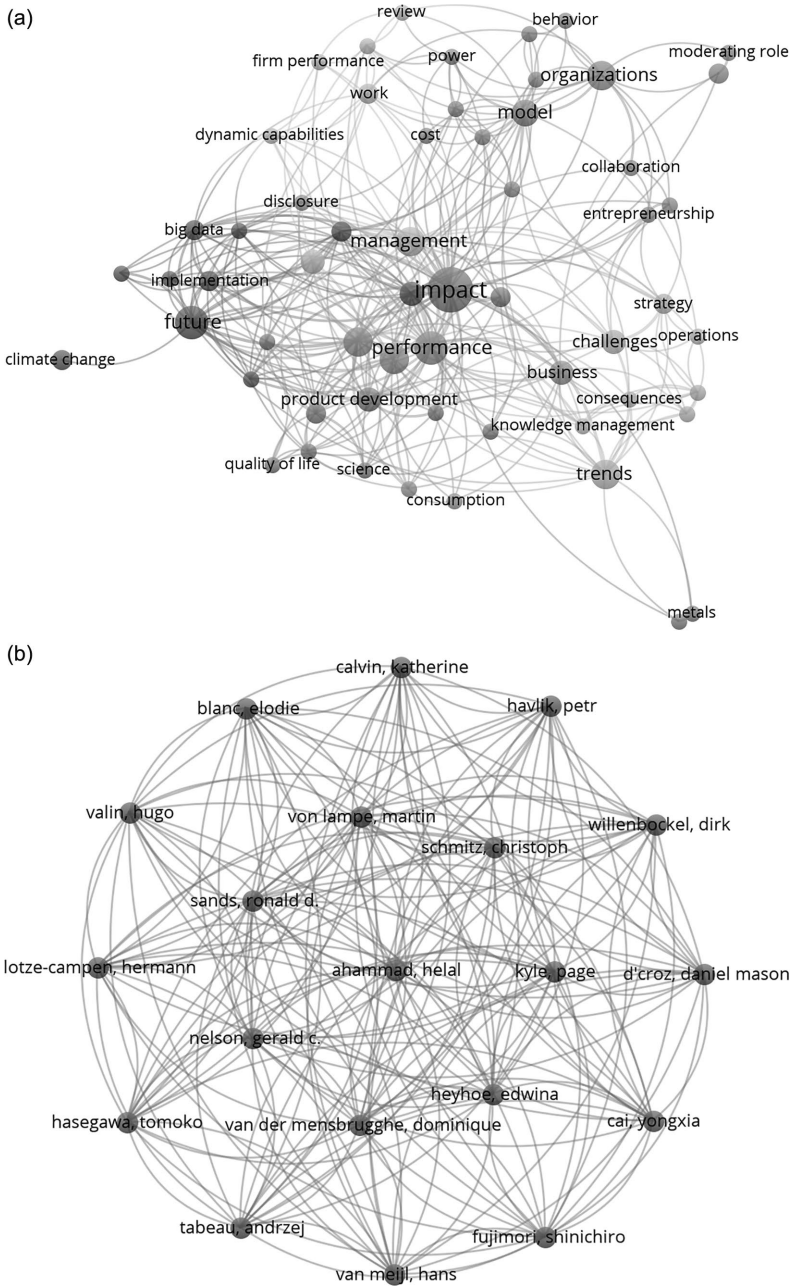 (a)
review
behavior
firm performance
power
moderating role
organizations
work
model
dynamic capabilities
cost
collaboration
disclosure
entrepreneurship
big data
management
implementation
impact
strategy
future
challenges
operations
performance
climate change
business
product development
consequences
knowledge management
quality of life
science
trends
consumption
metals
(b)
calvin, katherine
blanc, elodie
havlik, petr
valin, hugo
von lampe, martin
willenbockel, dirk
schmitz, christoph
sands, ronald d.
lotze-campen, hermann
ahammad, helal
kyle, page
d'croz, daniel mason
nelson, gerald c.
heyhoe, edwina
hasegawa, tomoko
van der mensbrugghe, dominique
cai, yongxia
tabeau, andrzej
fujimori, shinichiro
van meijl, hans